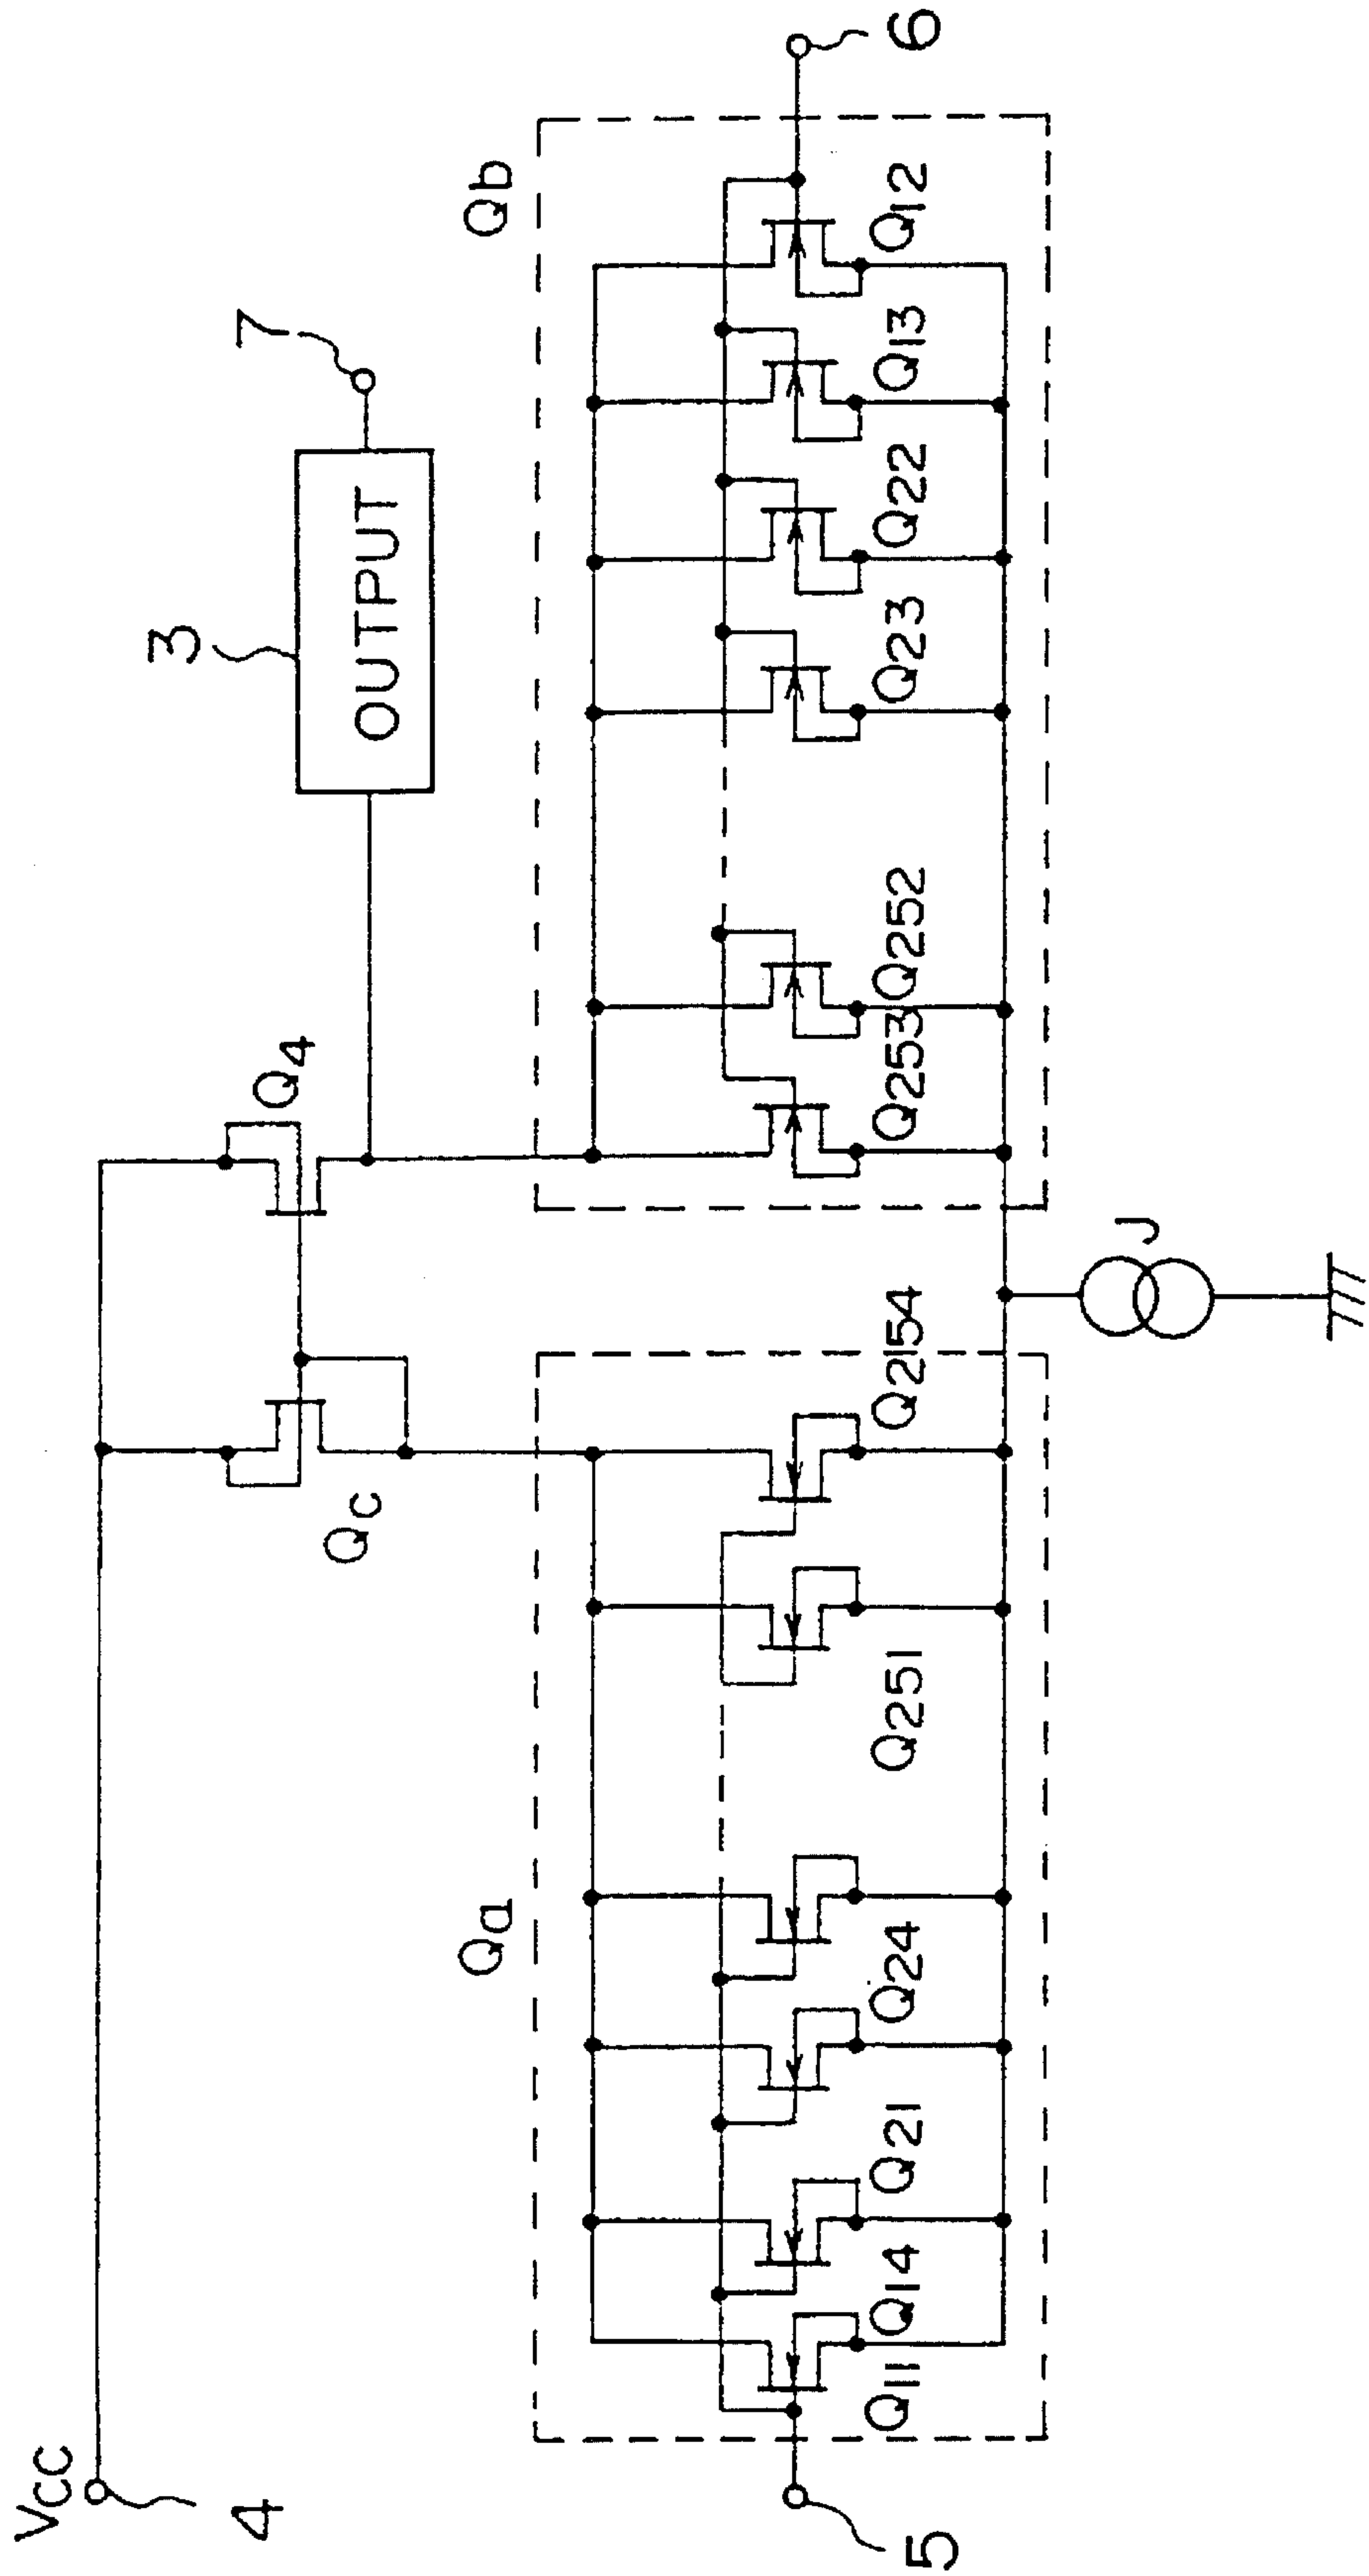 VCC
4
QC
Q4
3
OUTPUT
7
Qa
Qb
5
Q11
Q14
Q21
Q24
Q251
Q2154
J
Q253
Q252
Q23
Q22
Q13
Q12
6